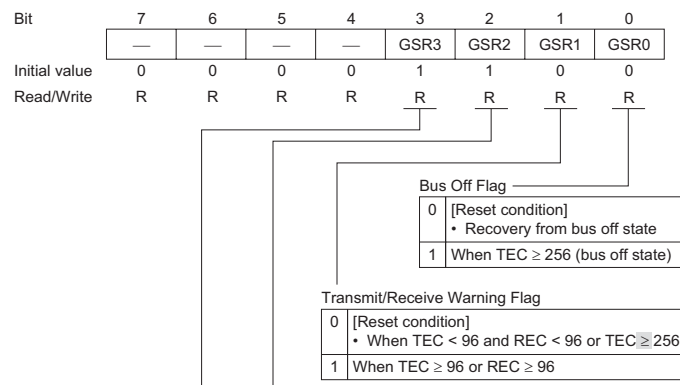 Bit 7 6 5 4 3 2 1 0
— — — — GSR3 GSR2 GSR1 GSR0
Initial value 0 0 0 0 1 1 0 0
Read/Write R R R R R R R R
Bus Off Flag
0 [Reset condition]
• Recovery from bus off state
1 When TEC ≥ 256 (bus off state)
Transmit/Receive Warning Flag
0 [Reset condition]
• When TEC < 96 and REC < 96 or TEC ≥ 256
1 When TEC ≥ 96 or REC ≥ 96